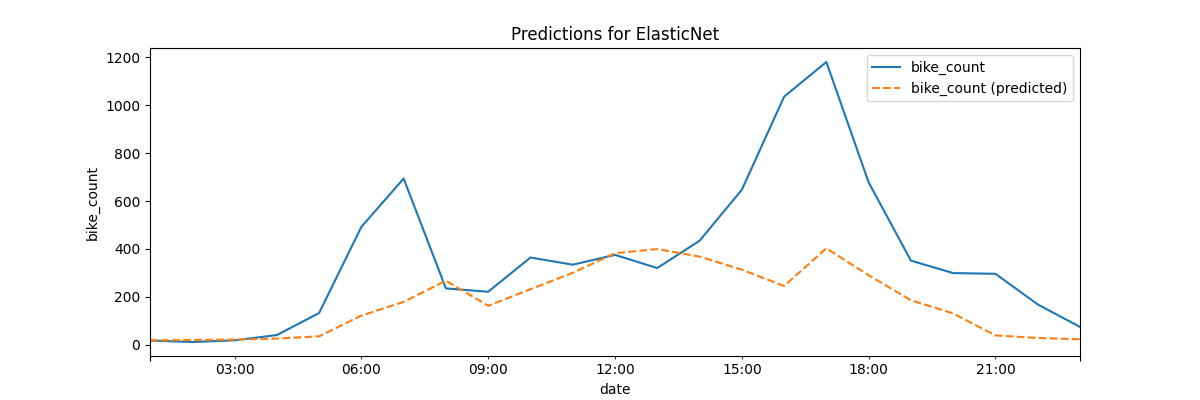 Predictions for ElasticNet
bike_count
bike_count (predicted)
1200
1000
800
600
400
200
0
bike_count
03:00 06:00 09:00 12:00 15:00 18:00 21:00
date